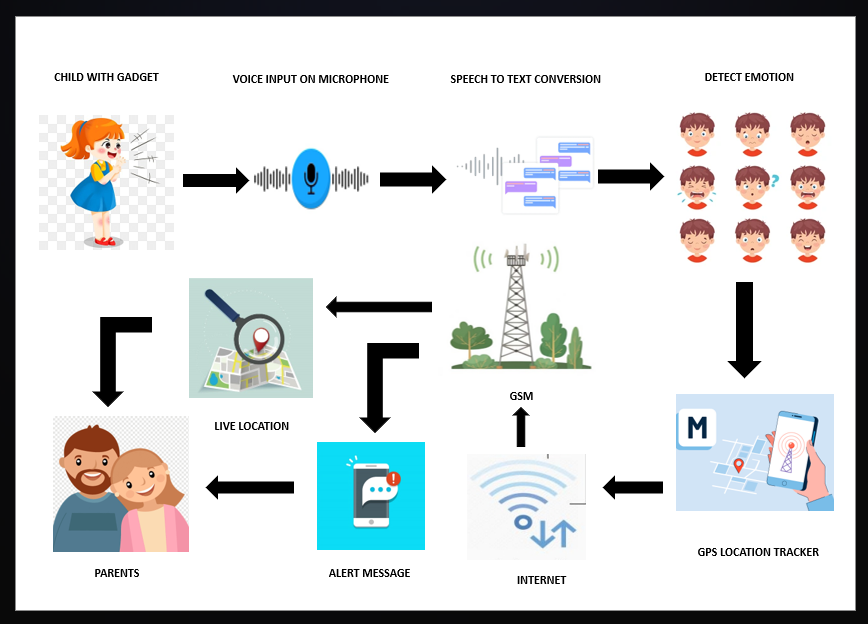 CHILD WITH GADGET
VOICE INPUT ON MICROPHONE
SPEECH TO TEXT CONVERSION
DETECT EMOTION
?
GSM
M
LIVE LOCATION
!
GPS LOCATION TRACKER
PARENTS
ALERT MESSAGE
INTERNET